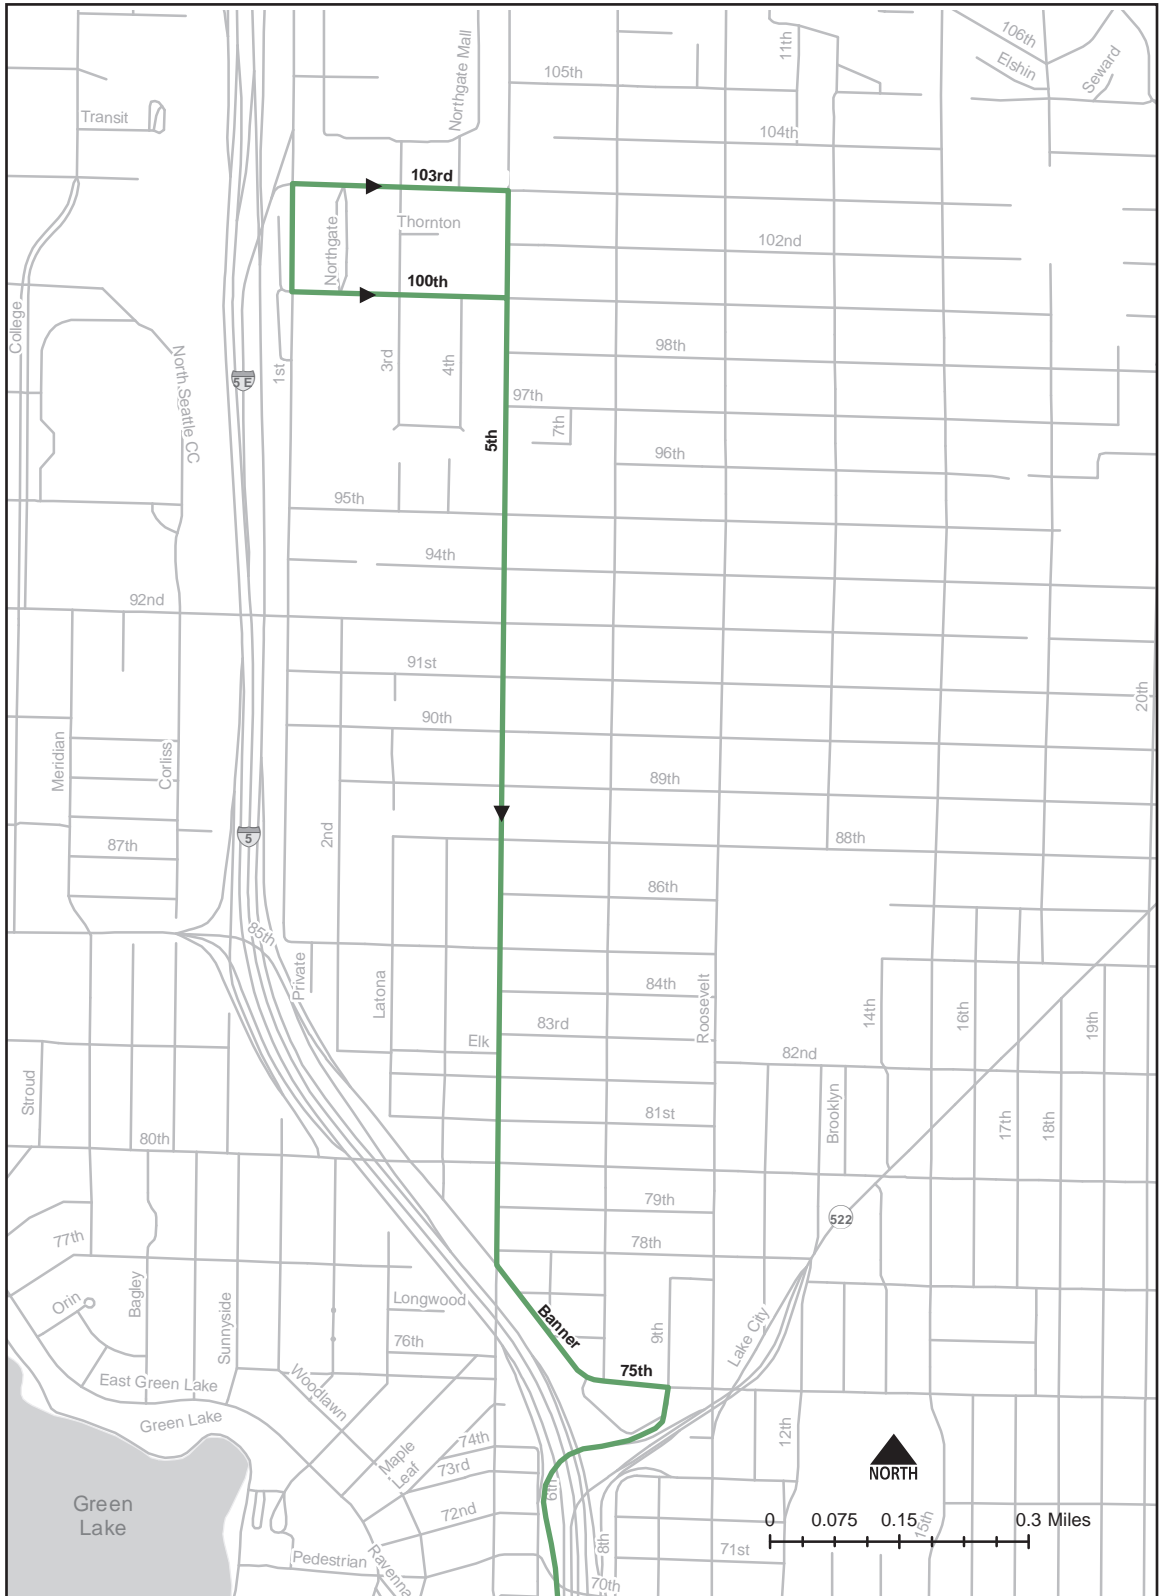 106th
11th
Elshin
Seward
Northgate Mall
105th
Transit
104th
103rd
Thornton
Northgate
102nd
100th
College
North Seattle CC
5 E
1st
3rd
4th
98th
97th
7th
5th
96th
95th
94th
92nd
91st
90th
20th
Meridian
Corliss
89th
2nd
5
88th
87th
86th
85th
Private
Latona
84th
Roosevelt
14th
16th
19th
83rd
Elk
82nd
Stroud
Brooklyn
81st
17th
18th
80th
79th
522
77th
78th
Orin
Bagley
Sunnyside
Longwood
Banner
9th
Lake City
76th
75th
East Green Lake
Woodlawn
Green Lake
12th
74th
Maple
Leaf
73rd
NORTH
6th
Green
Lake
72nd
0 0.075 0.15 0.3 Miles
15th
8th
71st
Pedestrian
Ravenna
70th